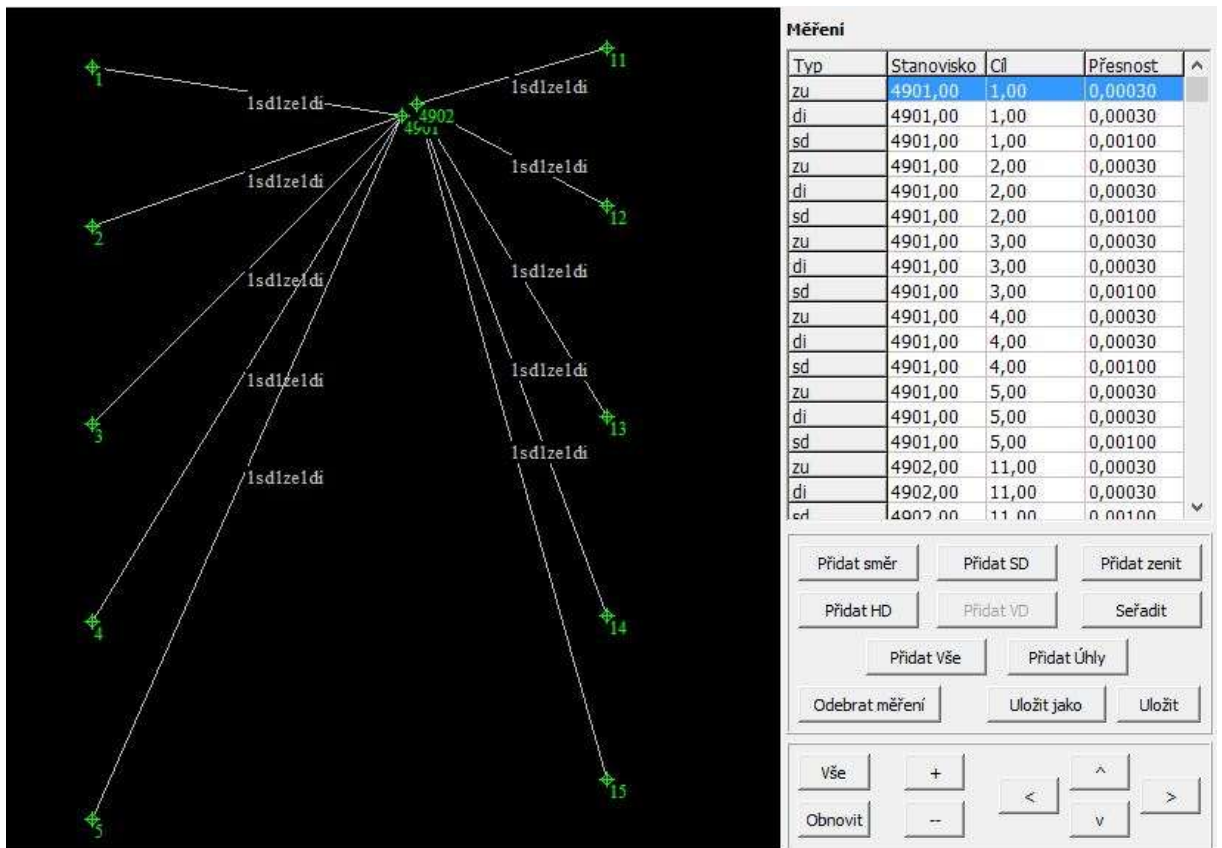 1
11
1sd1ze1di
1sd1ze1di
4902
4901
1sd1ze1di
1sd1ze1di
2
12
1sd1ze1di
1sd1ze1di
1sd1ze1di
1sd1ze1di
3
13
1sd1ze1di
1sd1ze1di
4
14
15
5
Měření
Typ Stanovisko Cíl Přesnost
zu 4901,00 1,00 0,00030
di 4901,00 1,00 0,00030
sd 4901,00 1,00 0,00100
zu 4901,00 2,00 0,00030
di 4901,00 2,00 0,00030
sd 4901,00 2,00 0,00100
zu 4901,00 3,00 0,00030
di 4901,00 3,00 0,00030
sd 4901,00 3,00 0,00100
zu 4901,00 4,00 0,00030
di 4901,00 4,00 0,00030
sd 4901,00 4,00 0,00100
zu 4901,00 5,00 0,00030
di 4901,00 5,00 0,00030
sd 4901,00 5,00 0,00100
zu 4902,00 11,00 0,00030
di 4902,00 11,00 0,00030
sd 4902,00 11,00 0,00100
Přidat směr Přidat SD Přidat zenit
Přidat HD Přidat VD Seřadit
Přidat Vše Přidat Úhly
Odebrat měření Uložit jako Uložit
Vše + < ^ >
Obnovit -- v